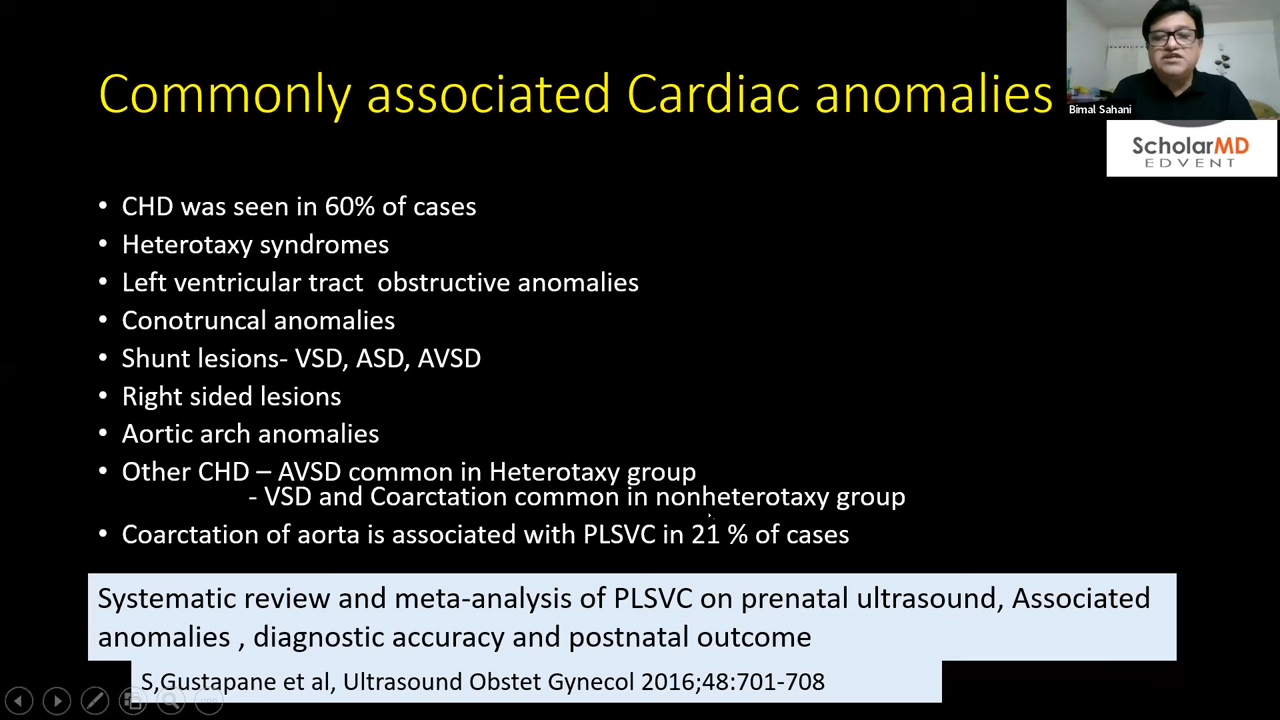 Commonly associated Cardiac anomalies
Bimal Sahani
ScholarMD
EDVENT
• CHD was seen in 60% of cases
• Heterotaxy syndromes
• Left ventricular tract  obstructive anomalies
• Conotruncal anomalies
• Shunt lesions- VSD, ASD, AVSD
• Right sided lesions
• Aortic arch anomalies
• Other CHD – AVSD common in Heterotaxy group
- VSD and Coarctation common in nonheterotaxy group
• Coarctation of aorta is associated with PLSVC in 21 % of cases
Systematic review and meta-analysis of PLSVC on prenatal ultrasound, Associated
anomalies , diagnostic accuracy and postnatal outcome
S,Gustapane et al, Ultrasound Obstet Gynecol 2016;48:701-708